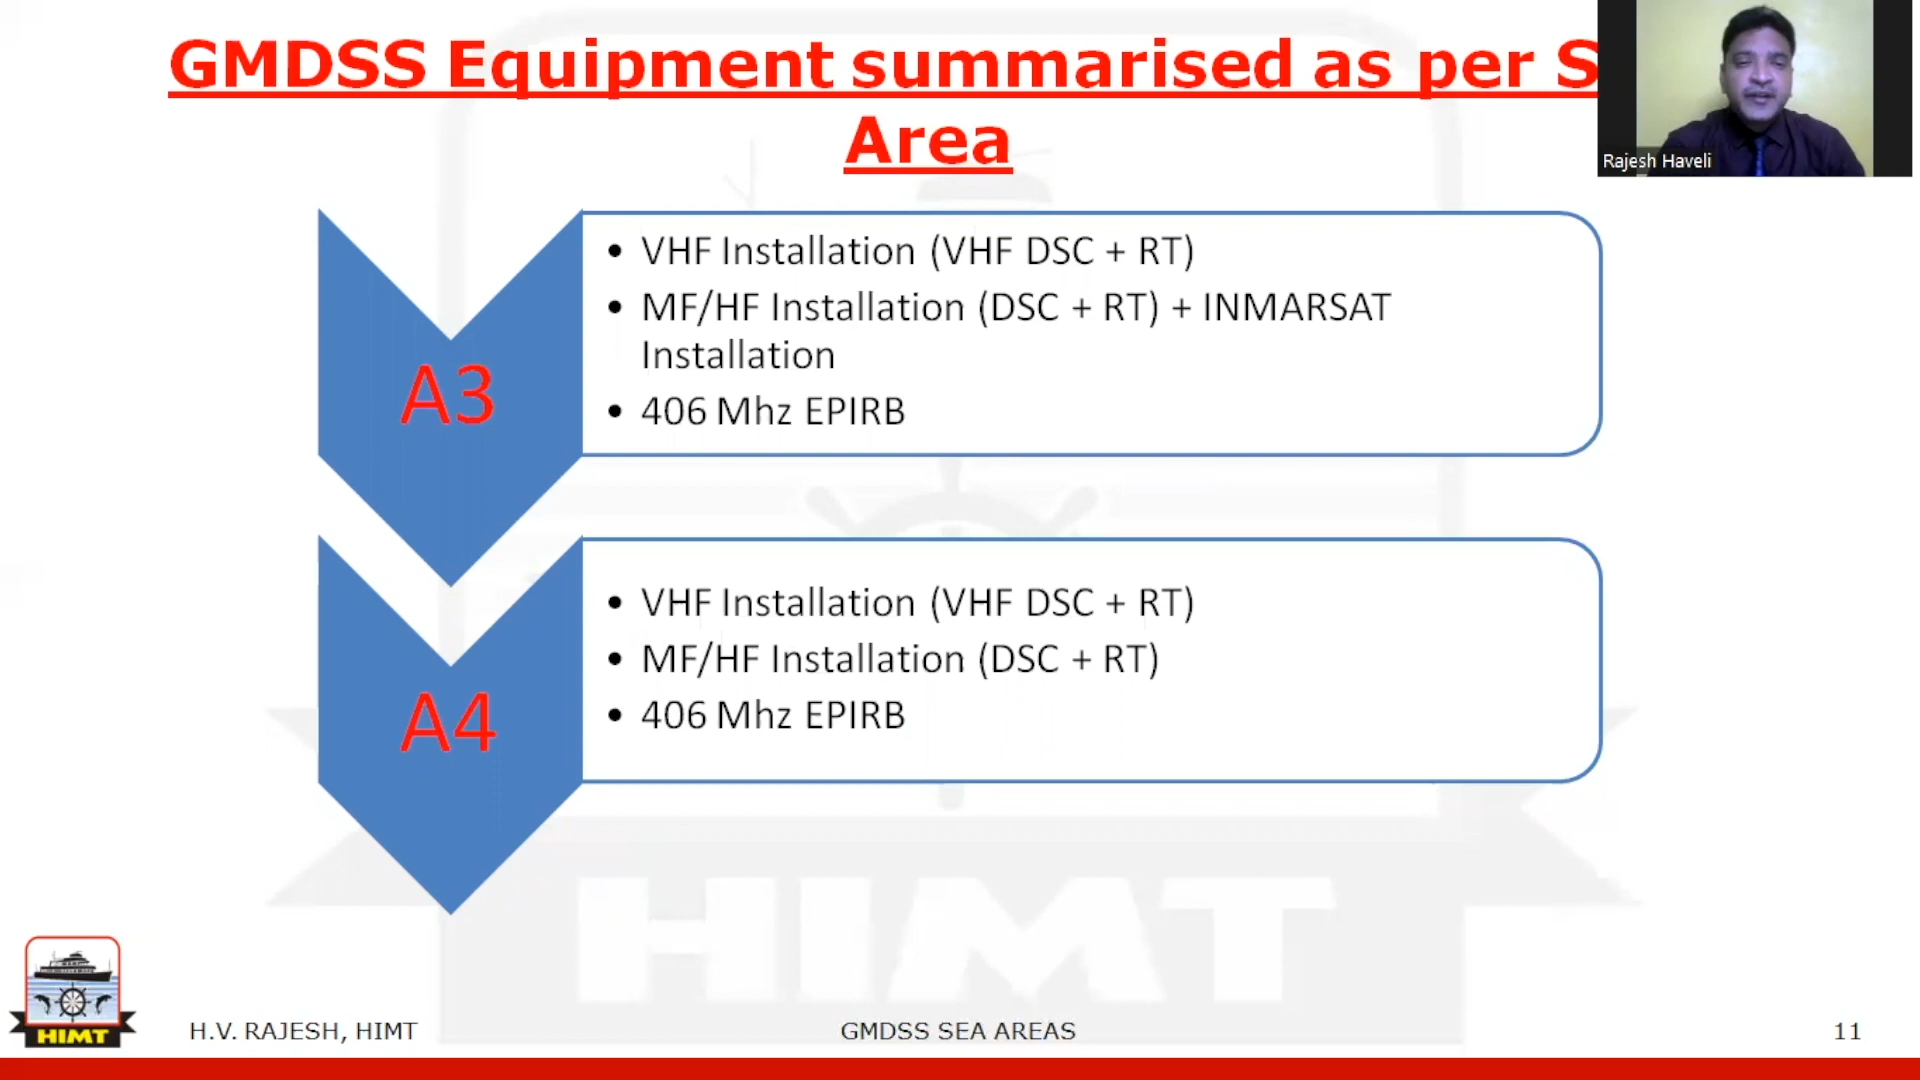 GMDSS Equipment summarised as per S
Area
Rajesh Haveli
A3
• VHF Installation (VHF DSC + RT)
• MF/HF Installation (DSC + RT) + INMARSAT
Installation
• 406 Mhz EPIRB
A4
• VHF Installation (VHF DSC + RT)
• MF/HF Installation (DSC + RT)
• 406 Mhz EPIRB
HIMT
HIMT
H.V. RAJESH, HIMT
GMDSS SEA AREAS
11